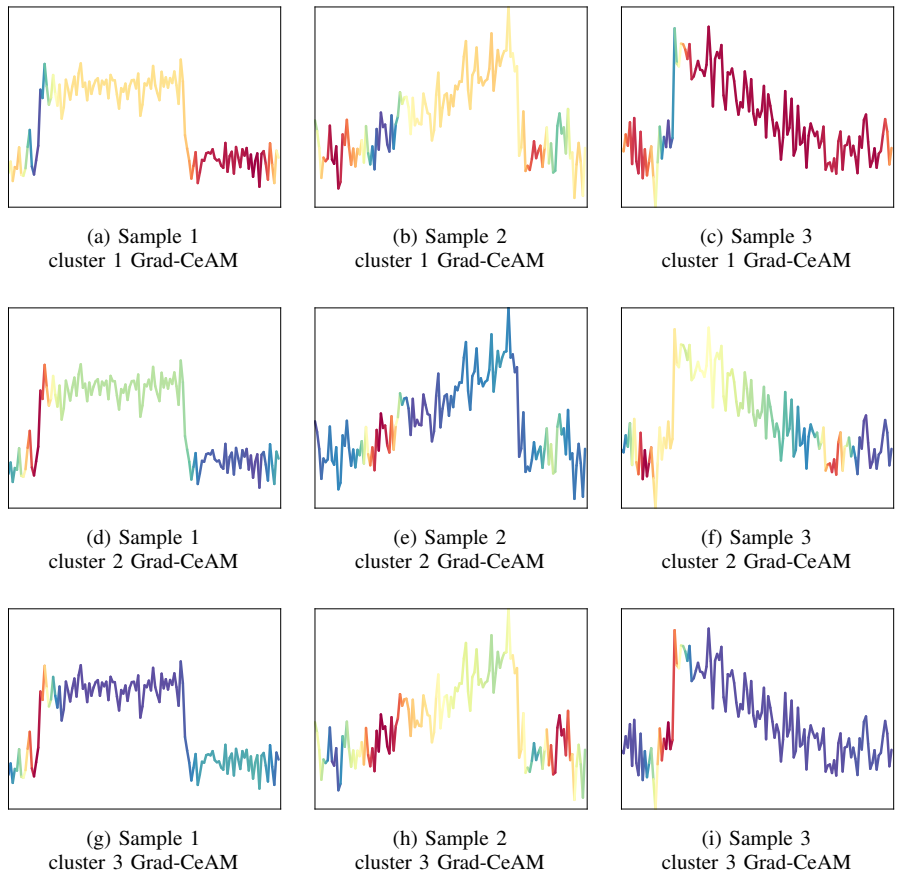 (a) Sample 1
cluster 1 Grad-CeAM
(b) Sample 2
cluster 1 Grad-CeAM
(c) Sample 3
cluster 1 Grad-CeAM
(d) Sample 1
cluster 2 Grad-CeAM
(e) Sample 2
cluster 2 Grad-CeAM
(f) Sample 3
cluster 2 Grad-CeAM
(g) Sample 1
cluster 3 Grad-CeAM
(h) Sample 2
cluster 3 Grad-CeAM
(i) Sample 3
cluster 3 Grad-CeAM